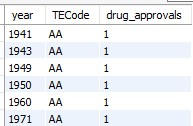 year TECode drug_approvals
1941 AA 1
1943 AA 1
1949 AA 1
1950 AA 1
1960 AA 1
1971 AA 1